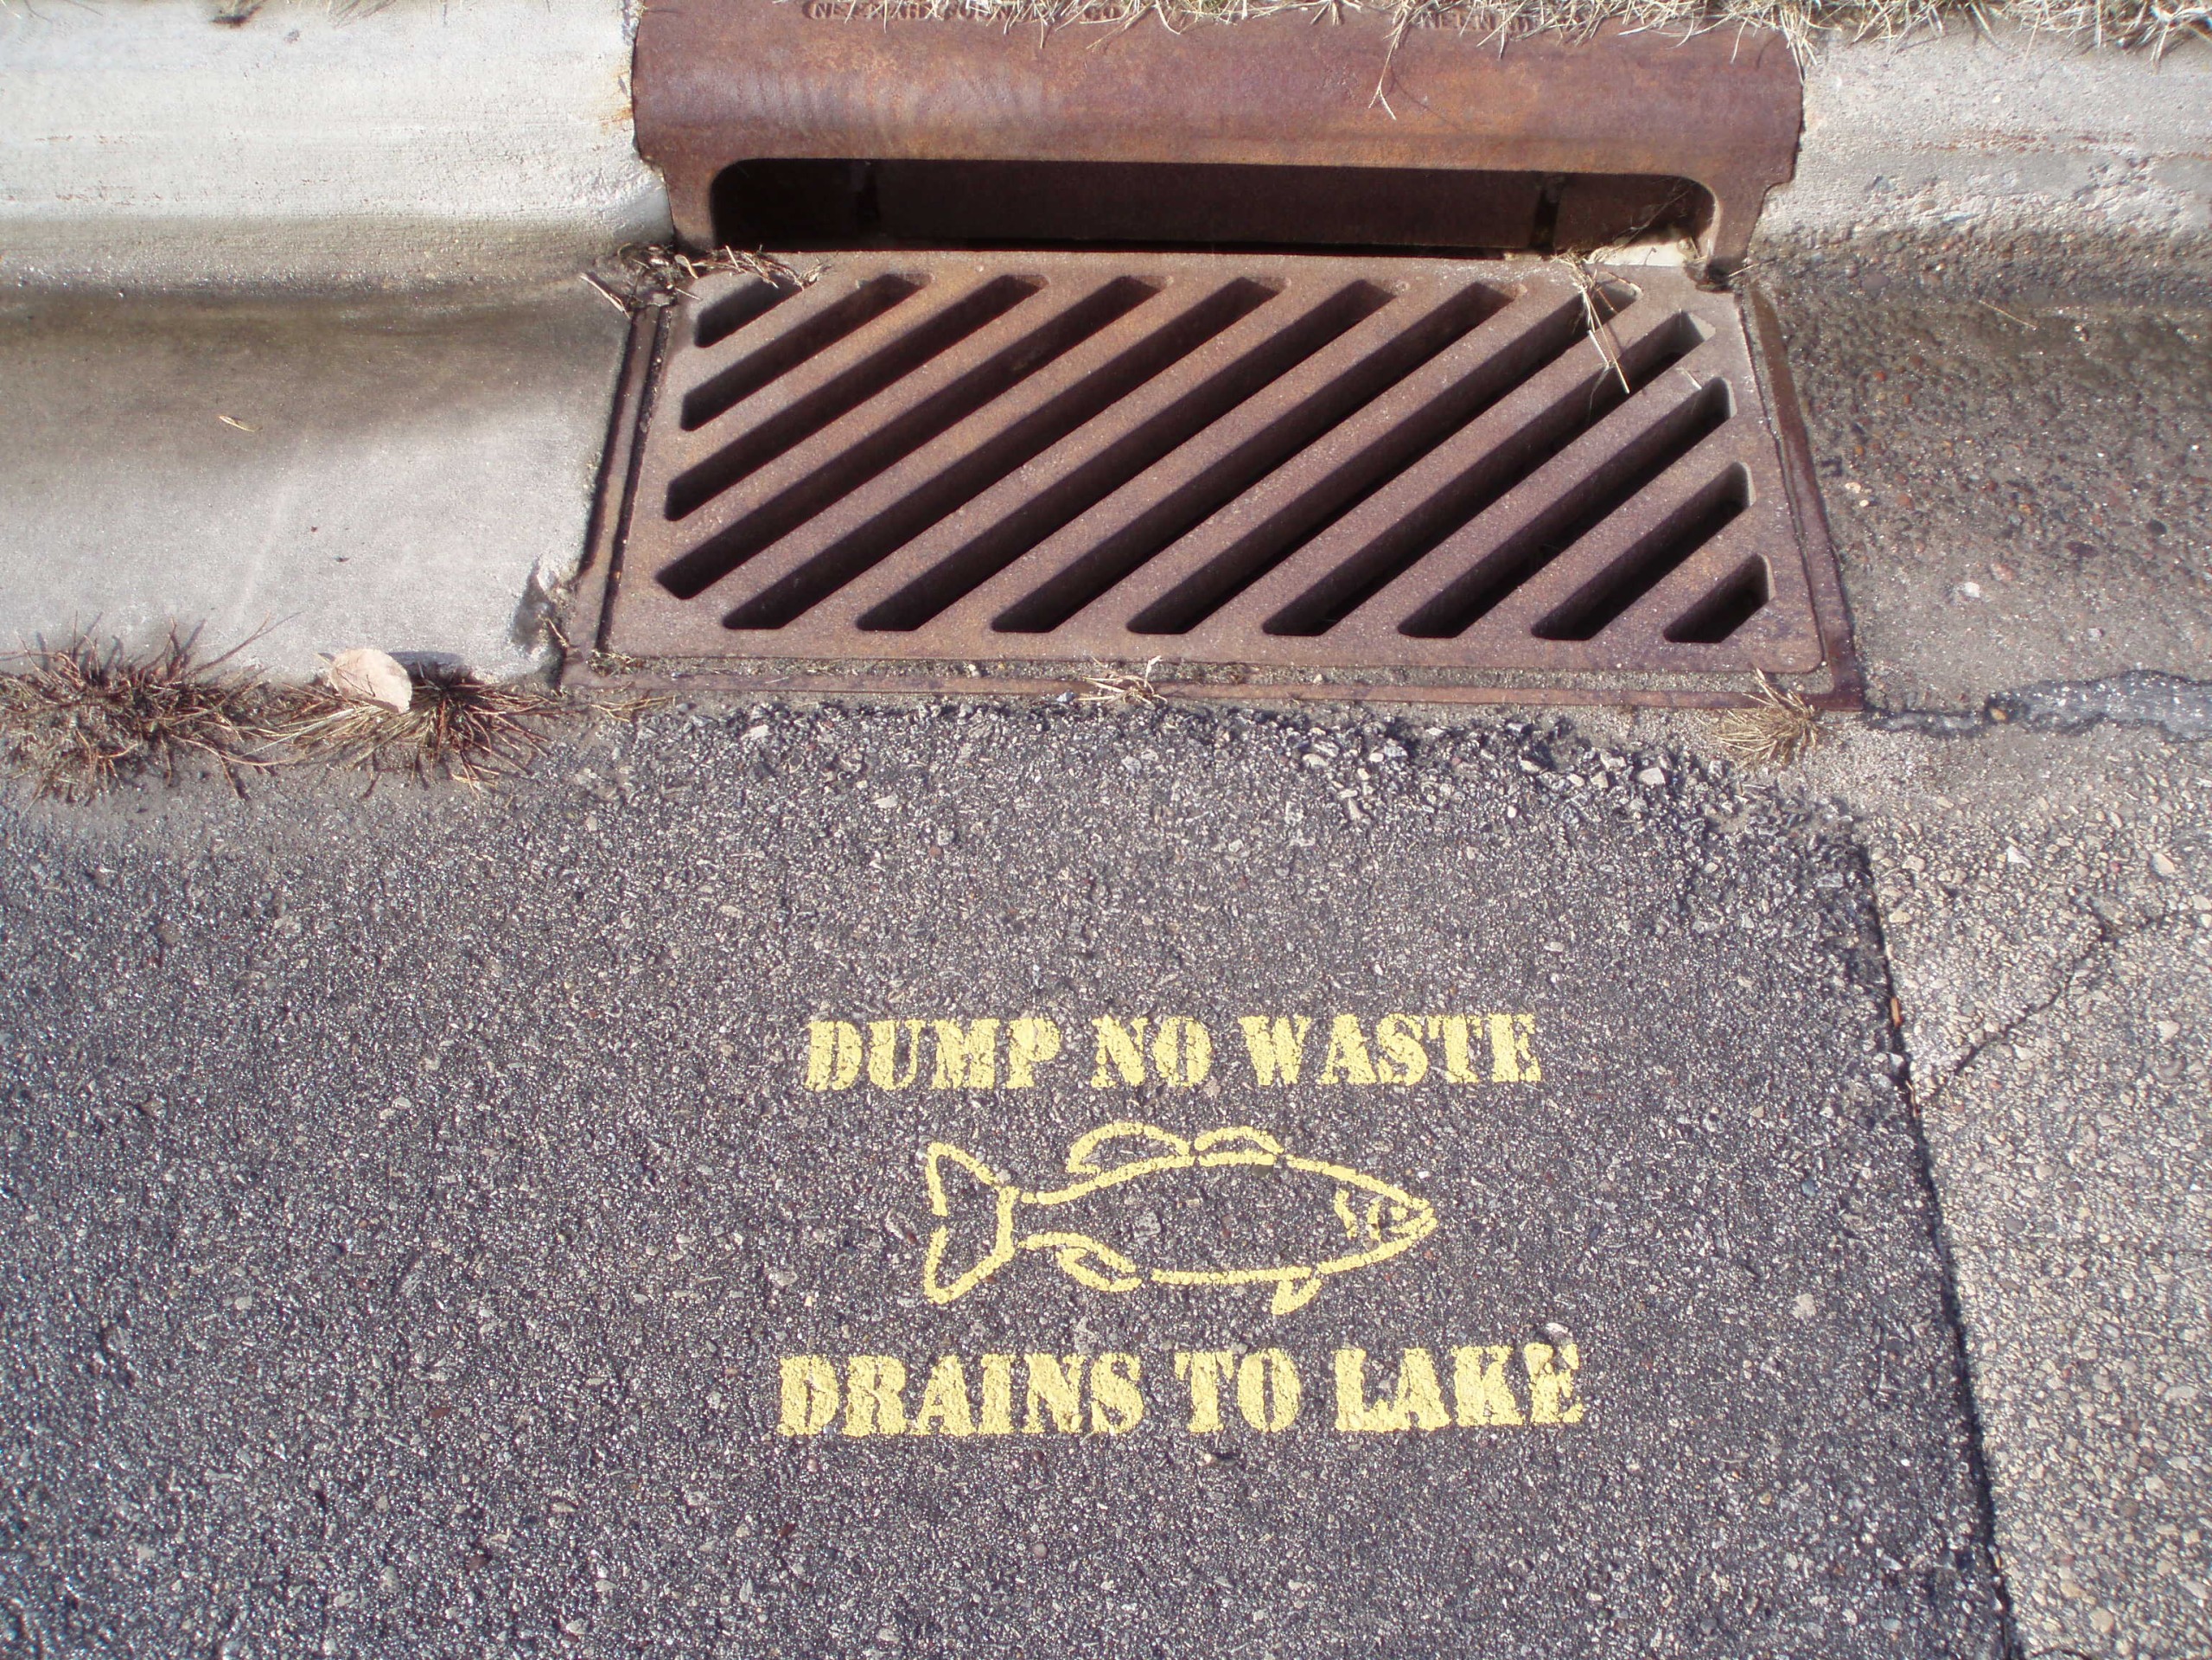 DUMP NO WASTE
DRAINS TO LAKE